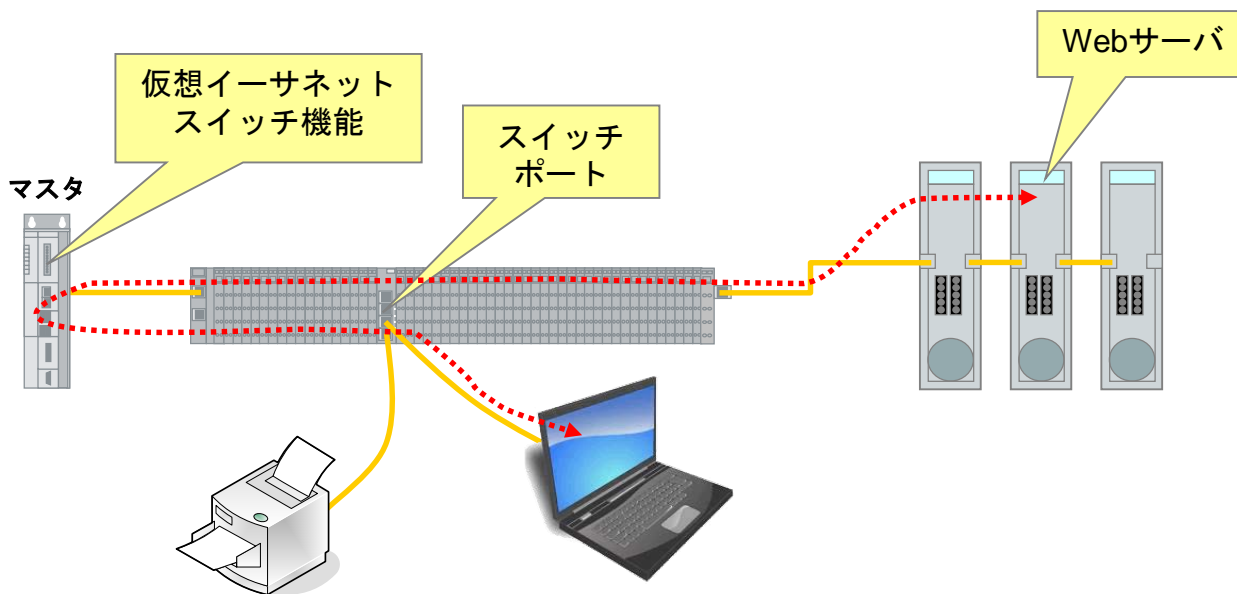 Webサーバ
仮想イーサネット
スイッチ機能
スイッチ
ポート
マスタ